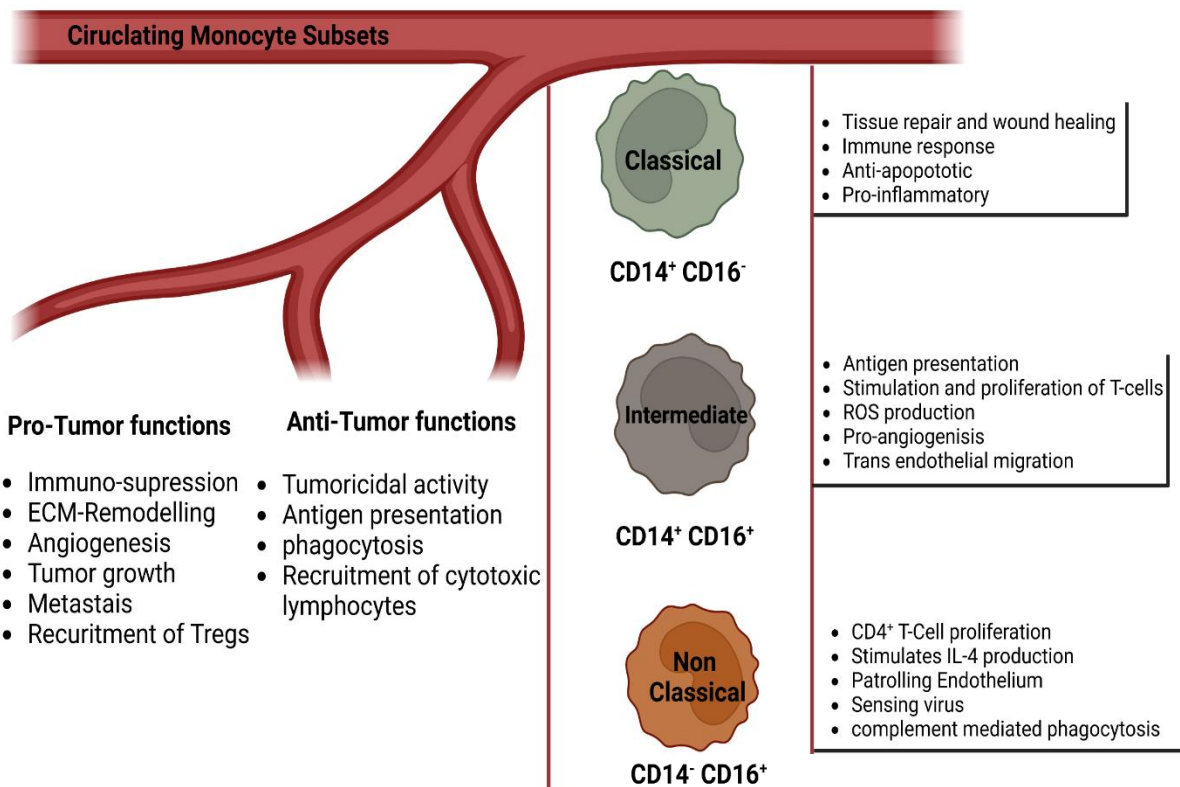 Ciruclating Monocyte Subsets
Pro-Tumor functions
• Immuno-supression
• ECM-Remodelling
• Angiogenesis
• Tumor growth
• Metastais
• Recuritment of Tregs
Anti-Tumor functions
• Tumoricidal activity
• Antigen presentation
• phagocytosis
• Recruitment of cytotoxic
lymphocytes
Classical
CD14⁺ CD16⁻
• Tissue repair and wound healing
• Immune response
• Anti-apopototic
• Pro-inflammatory
Intermediate
CD14⁺ CD16⁺
• Antigen presentation
• Stimulation and proliferation of T-cells
• ROS production
• Pro-angiogenisis
• Trans endothelial migration
Non
Classical
CD14⁻ CD16⁺
• CD4⁺ T-Cell proliferation
• Stimulates IL-4 production
• Patrolling Endothelium
• Sensing virus
• complement mediated phagocytosis